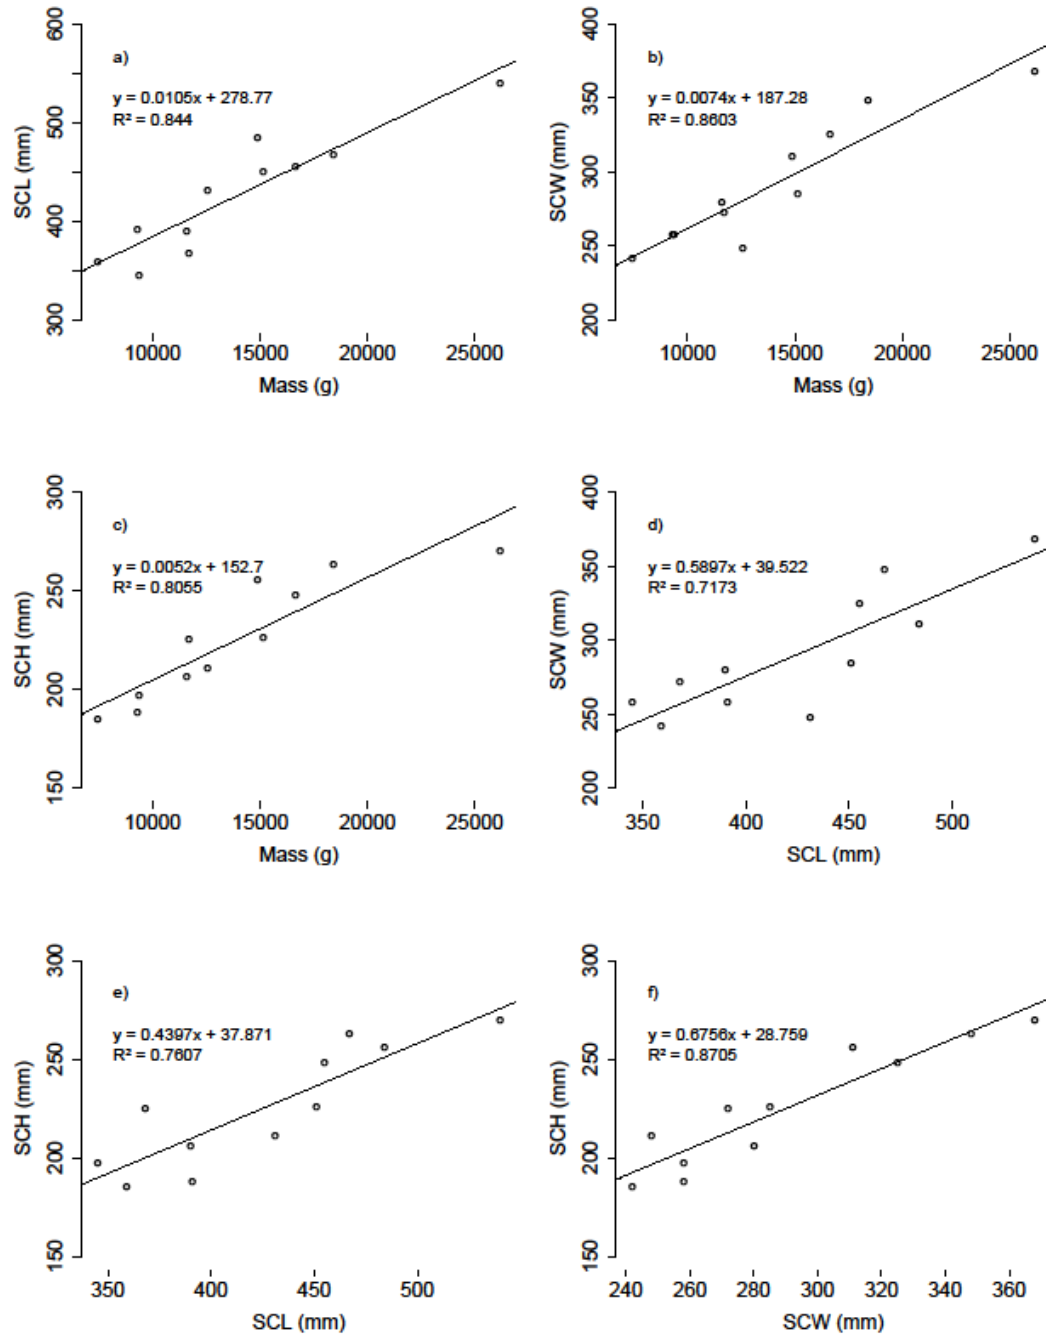 a)
y = 0.0105x + 278.77
R² = 0.844
SCL (mm)
300
400
500
600
10000
15000
20000
25000
Mass (g)
b)
y = 0.0074x + 187.28
R² = 0.8603
SCW (mm)
200
250
300
350
400
10000
15000
20000
25000
Mass (g)
c)
y = 0.0052x + 152.7
R² = 0.8055
SCH (mm)
150
200
250
300
10000
15000
20000
25000
Mass (g)
d)
y = 0.5897x + 39.522
R² = 0.7173
SCW (mm)
200
250
300
350
400
350
400
450
500
SCL (mm)
e)
y = 0.4397x + 37.871
R² = 0.7607
SCH (mm)
150
200
250
300
350
400
450
500
SCL (mm)
f)
y = 0.6756x + 28.759
R² = 0.8705
SCH (mm)
150
200
250
300
240
260
280
300
320
340
360
SCW (mm)